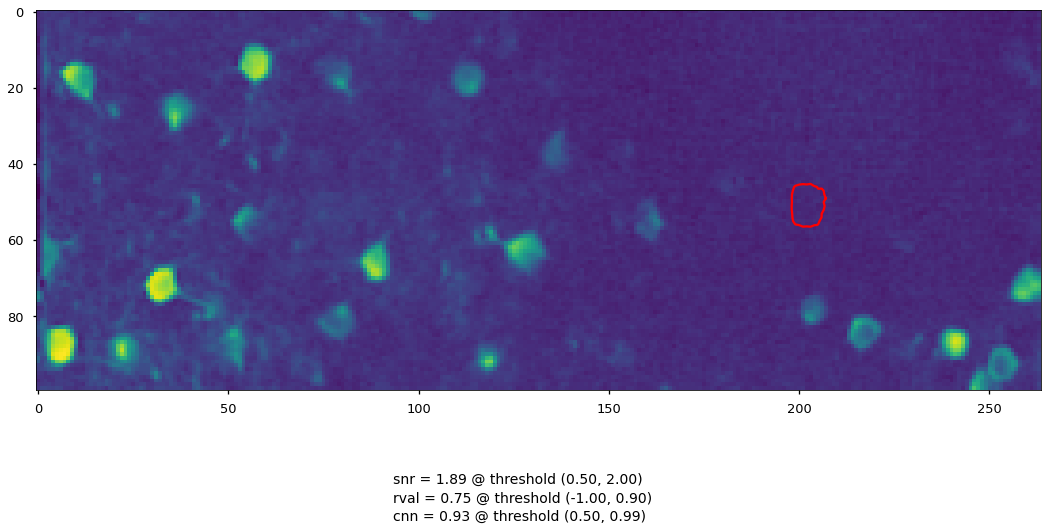 0
20
40
60
80
0 50 100 150 200 250
snr = 1.89 @ threshold (0.50, 2.00)
rval = 0.75 @ threshold (-1.00, 0.90)
cnn = 0.93 @ threshold (0.50, 0.99)